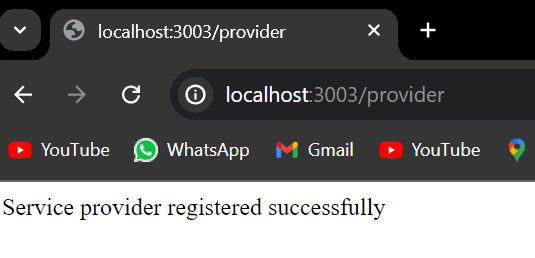 localhost:3003/provider
localhost:3003/provider
YouTube WhatsApp Gmail YouTube
Service provider registered successfully